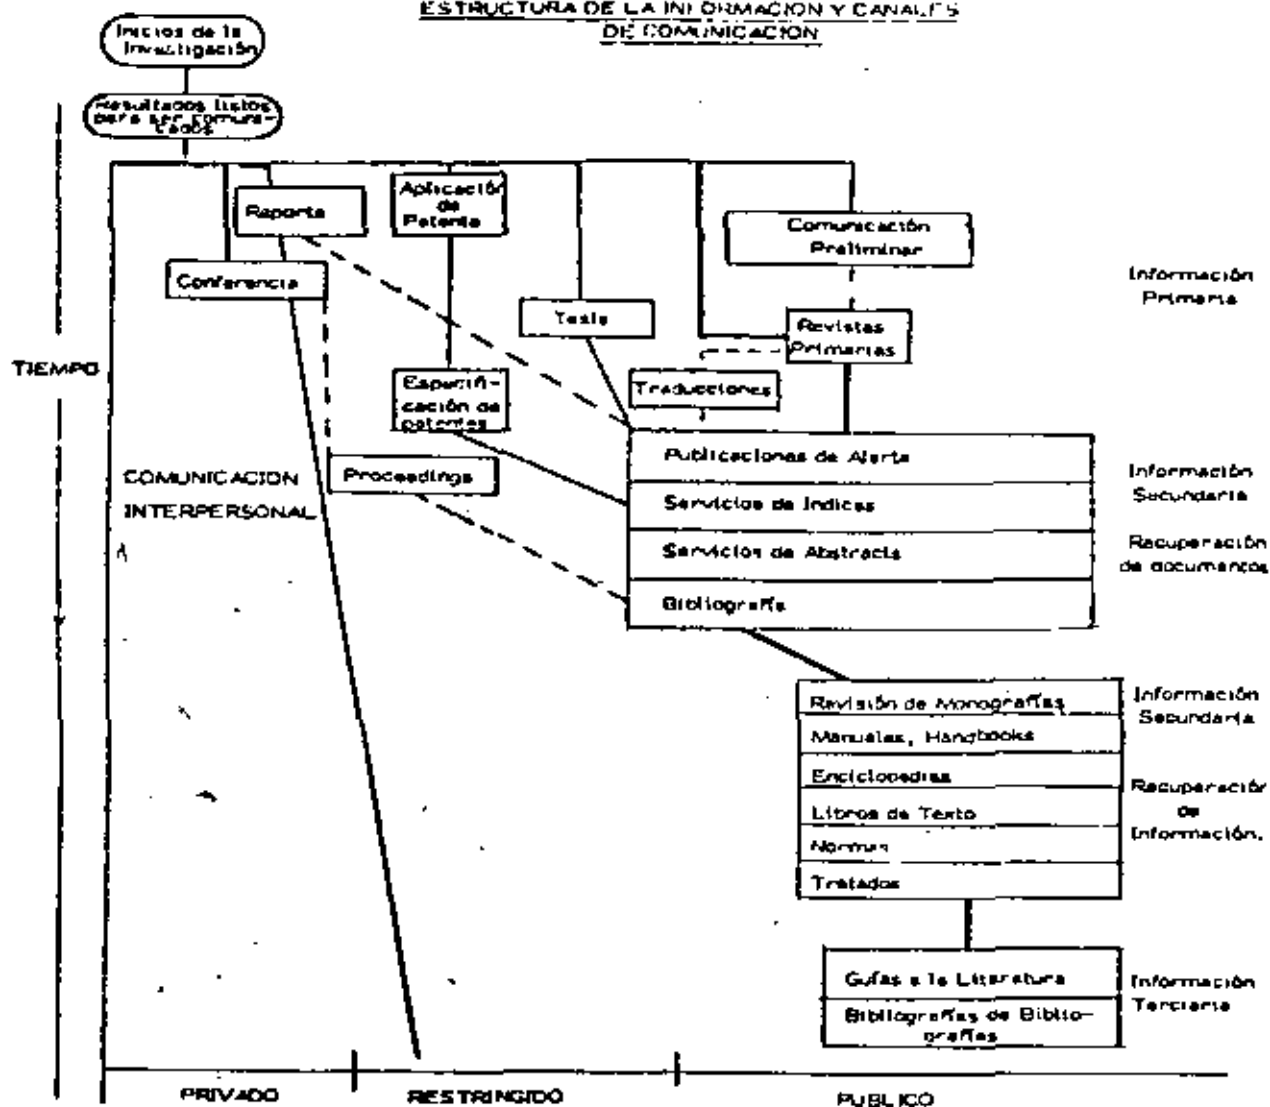 ESTRUCTURA DE LA INFORMACION Y CANALES
DE COMUNICACION
Inicios de la
Investigación
Resultados listos
para ser comuni-
cados
Reporte
Aplicación
de
Patente
Comunicación
Preliminar
Conferencia
Información
Primaria
Tesis
Revistas
Primarias
TIEMPO
Especifi-
cación de
patentes
Traducciones
Publicaciones de Alerta
COMUNICACION
INTERPERSONAL
Proceedings
Información
Secundaria
Servicios de Indices
Servicios de Abstracts
Recuperación
de documentos
Bibliografía
Revisión de Monografías
Información
Secundaria
Manuales, Handbooks
Enciclopedias
Recuperación
de
Información.
Libros de Texto
Normas
Tratados
Guías a la Literatura
Información
Terciaria
Bibliografías de Biblio-
grafías
PRIVADO
RESTRINGIDO
PUBLICO